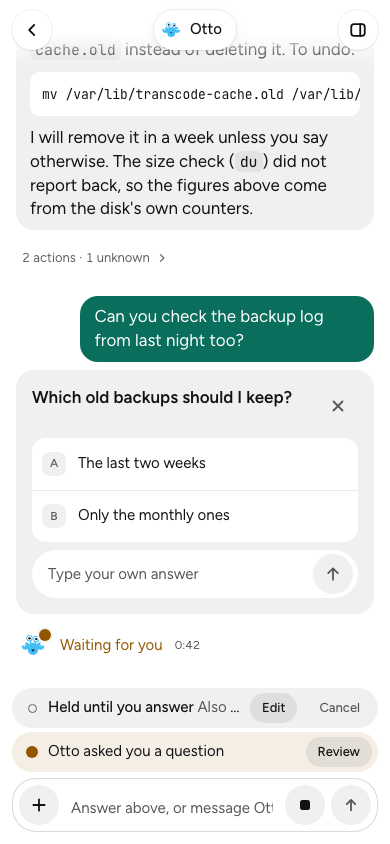 Otto
cache.old instead of deleting it. To undo:
mv /var/lib/transcode-cache.old /var/lib/
I will remove it in a week unless you say
otherwise. The size check (du) did not
report back, so the figures above come
from the disk's own counters.
2 actions · 1 unknown
Can you check the backup log
from last night too?
Which old backups should I keep?
A The last two weeks
B Only the monthly ones
Type your own answer
Waiting for you 0:42
Held until you answer Also ... Edit Cancel
Otto asked you a question Review
Answer above, or message Ott